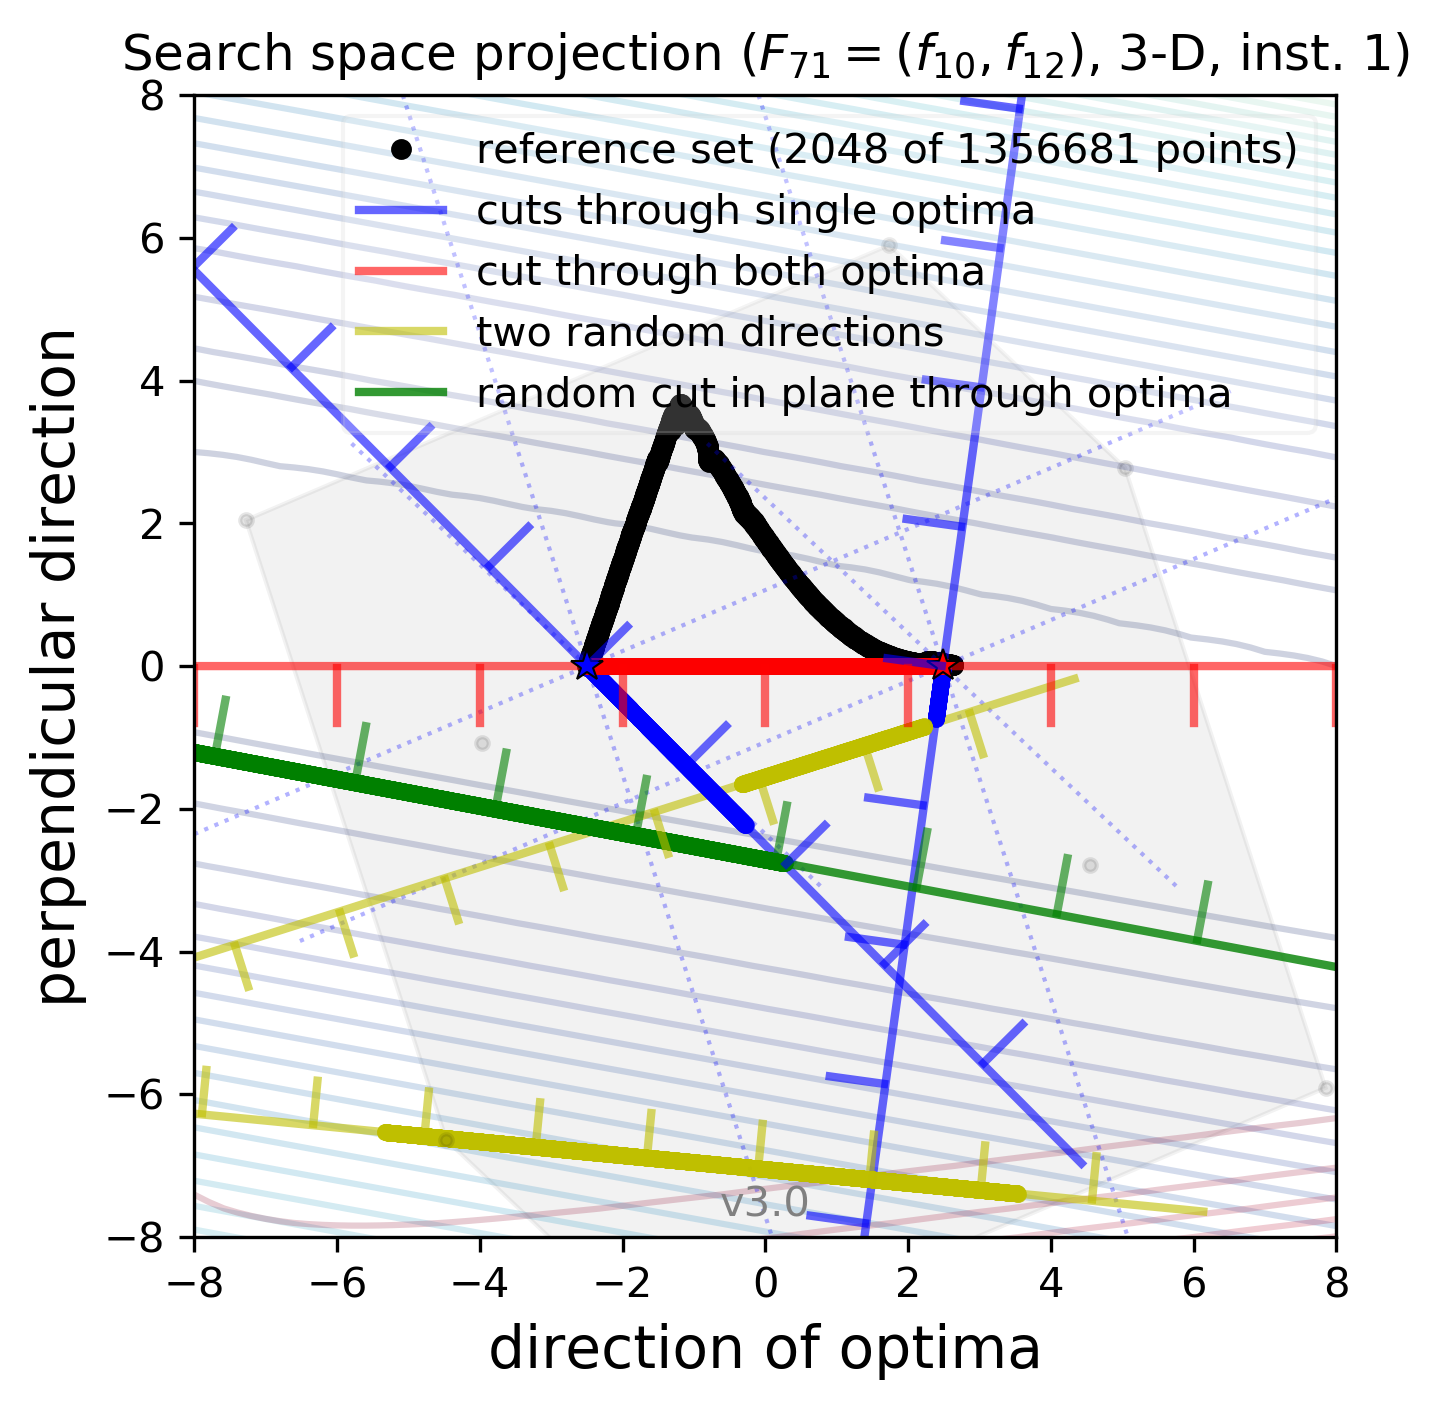 Search space projection (F71 = (f10, f12), 3-D, inst. 1)
reference set (2048 of 1356681 points)
cuts through single optima
cut through both optima
two random directions
random cut in plane through optima
8
6
4
2
0
−2
−4
−6
−8
perpendicular direction
v3.0
−8 −6 −4 −2 0 2 4 6 8
direction of optima